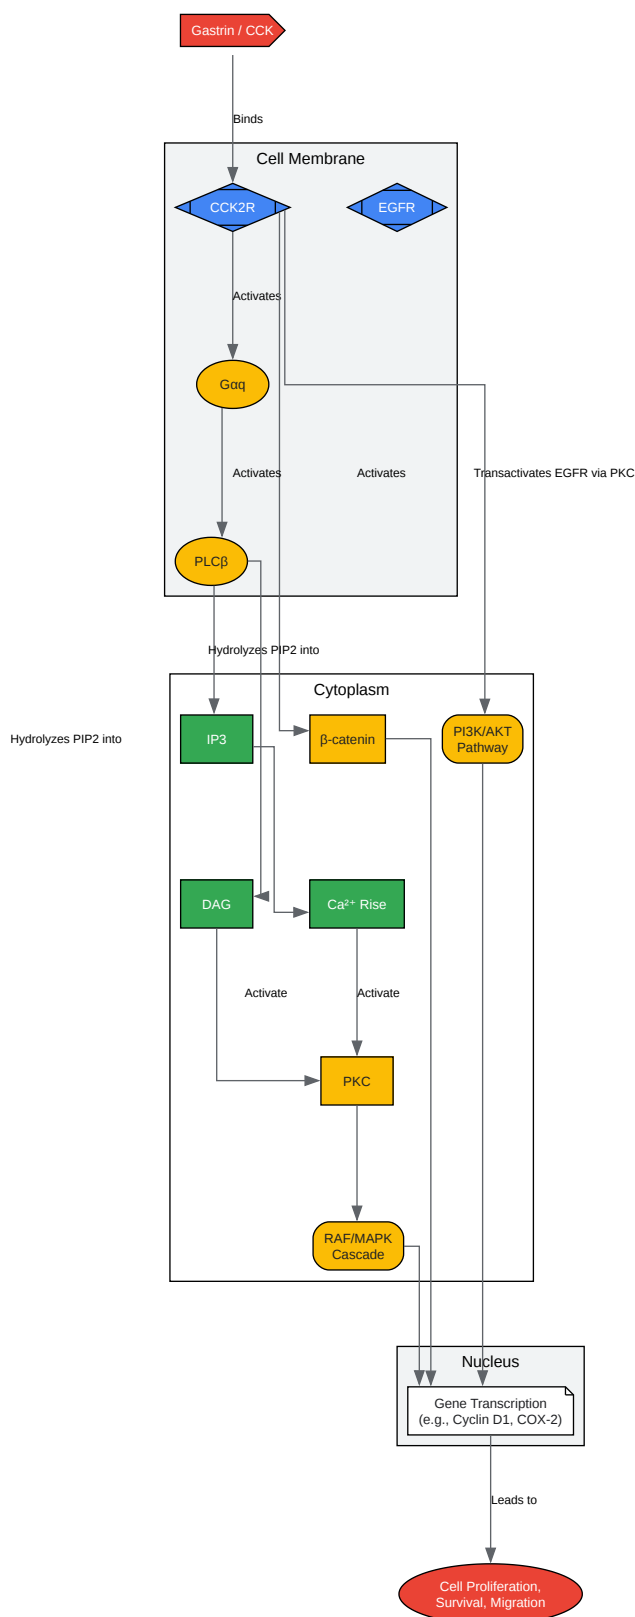 Gastrin / CCK
Binds
Cell Membrane
CCK2R
EGFR
Activates
Gαq
Activates
Activates
Transactivates EGFR via PKC
PLCβ
Hydrolyzes PIP2 into
Cytoplasm
Hydrolyzes PIP2 into
IP3
β-catenin
PI3K/AKT
Pathway
DAG
Ca²⁺ Rise
Activate
Activate
PKC
RAF/MAPK
Cascade
Nucleus
Gene Transcription
(e.g., Cyclin D1, COX-2)
Leads to
Cell Proliferation,
Survival, Migration